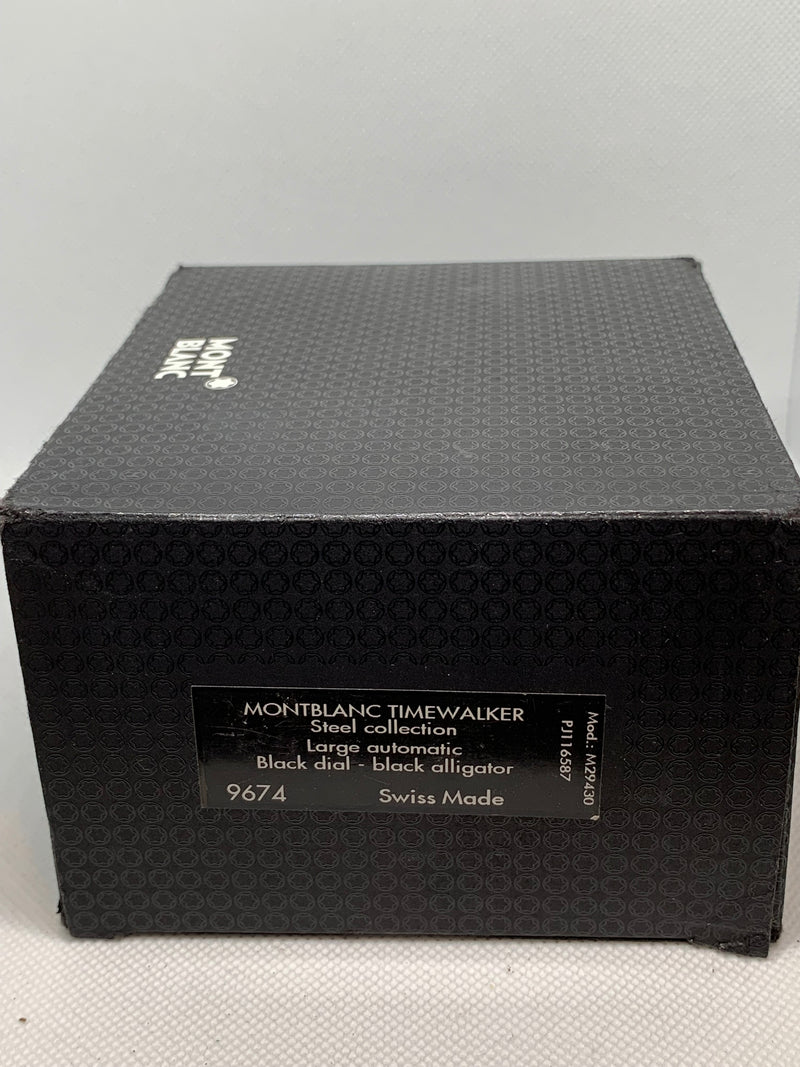 MONT
BLANC
MONTBLANC TIMEWALKER
Steel collection
Large automatic
Black dial - black alligator
9674 Swiss Made
Mod.: M29430
PJ116587